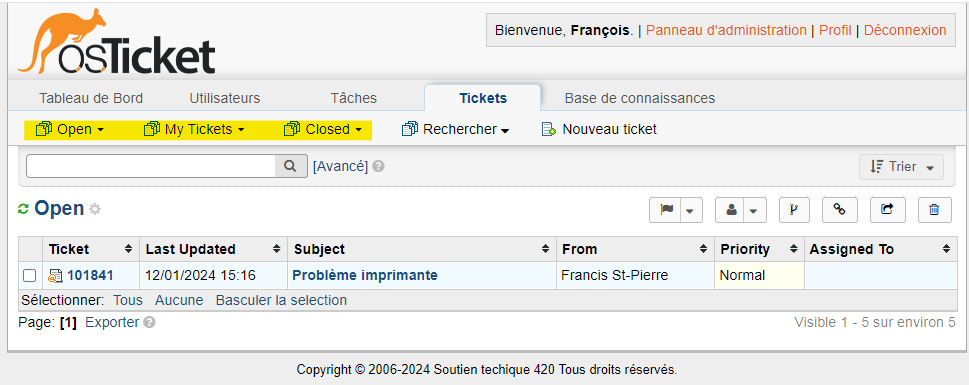 osTicket
Bienvenue, François. | Panneau d'administration | Profil | Déconnexion
Tableau de Bord Utilisateurs Tâches Tickets Base de connaissances
Open My Tickets Closed Rechercher Nouveau ticket
[Avancé] Trier
Open
Ticket Last Updated Subject From Priority Assigned To
101841 12/01/2024 15:16 Problème imprimante Francis St-Pierre Normal
Sélectionner: Tous Aucune Basculer la selection
Page: [1] Exporter Visible 1 - 5 sur environ 5
Copyright © 2006-2024 Soutien techique 420 Tous droits réservés.